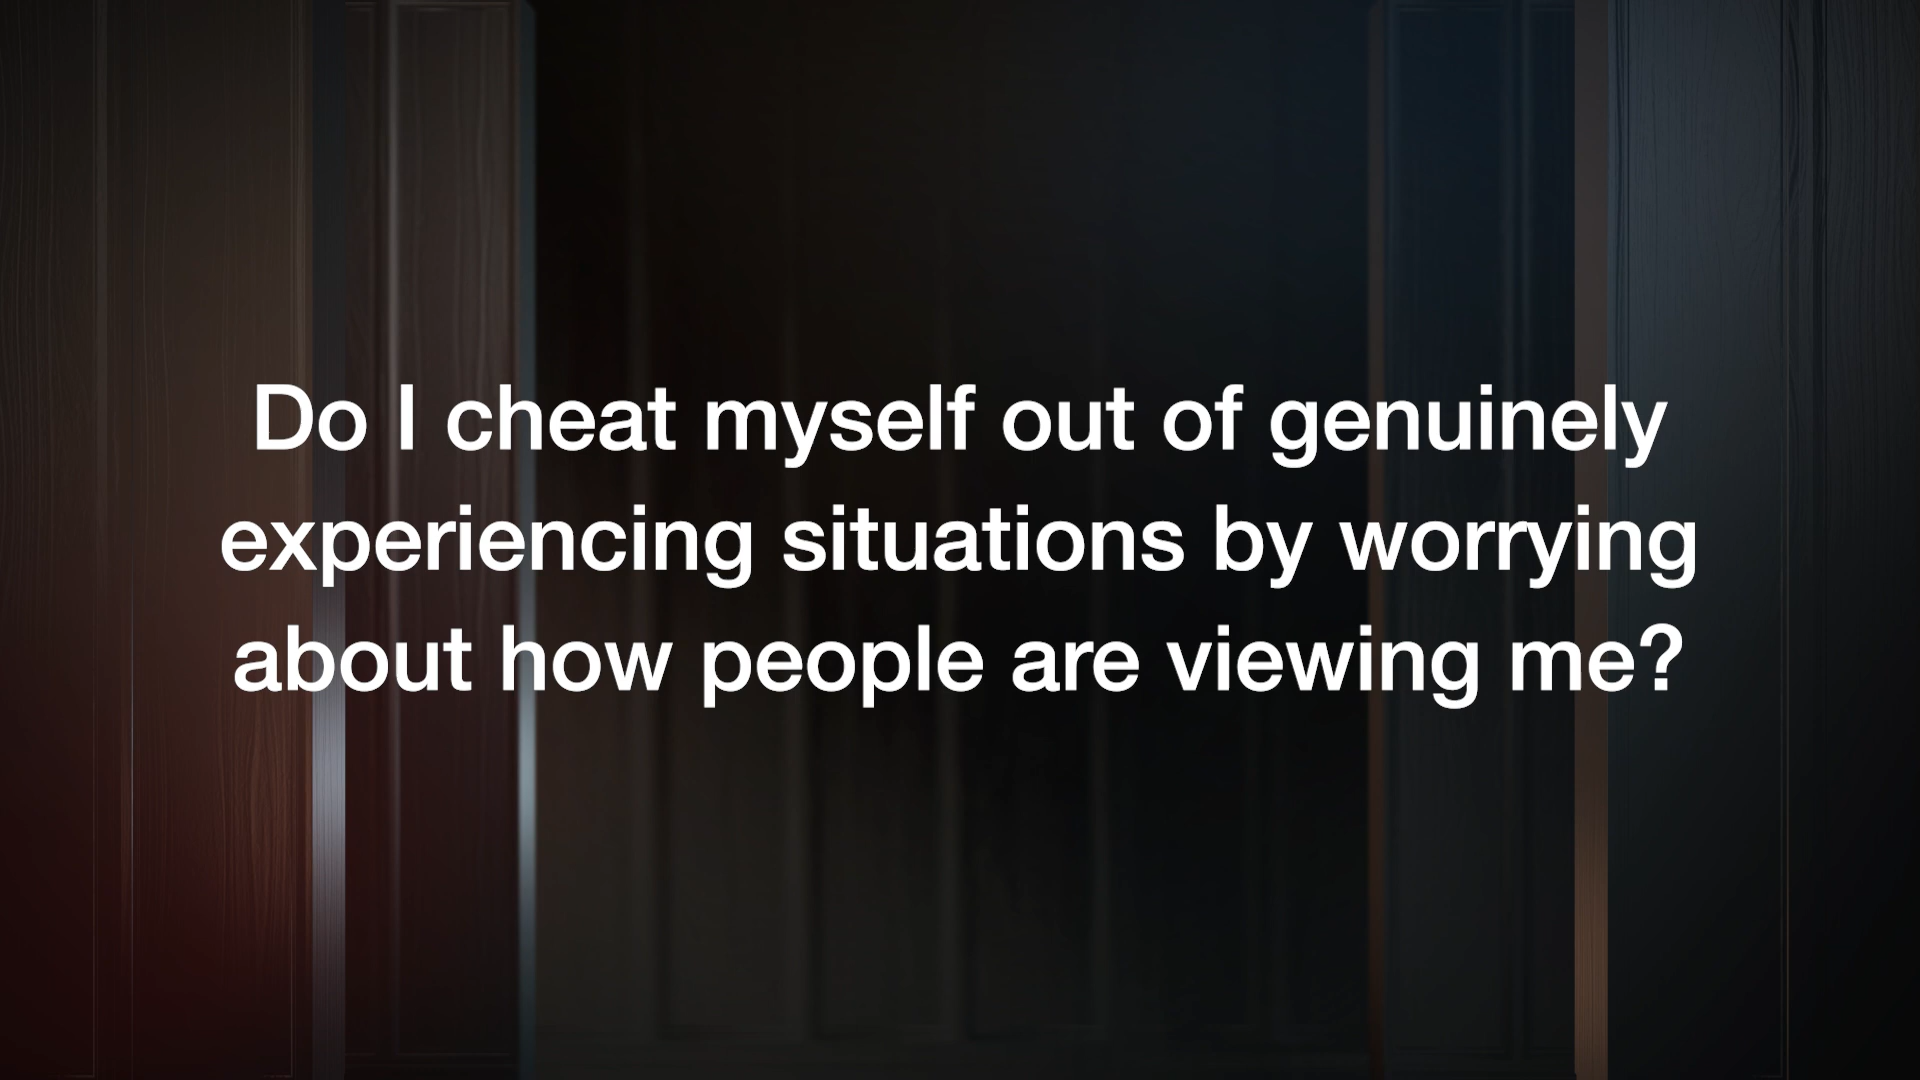 Do I cheat myself out of genuinely
experiencing situations by worrying
about how people are viewing me?